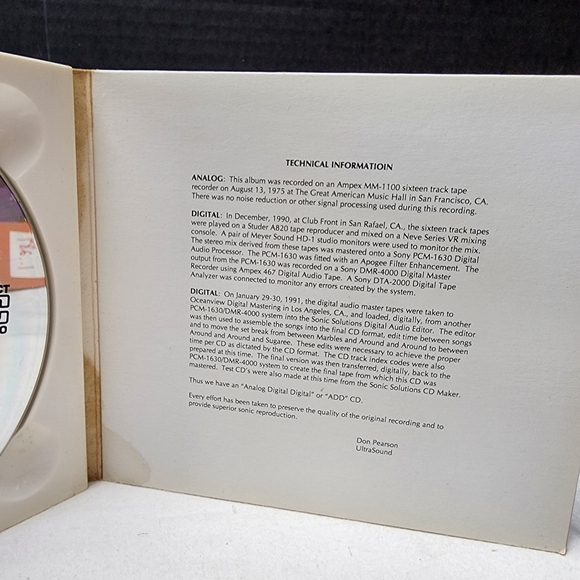 TECHNICAL INFORMATIOIN
ANALOG: This album was recorded on an Ampex MM-1100 sixteen track tape
recorder on August 13, 1975 at The Great American Music Hall in San Francisco, CA.
There was no noise reduction or other signal processing used during this recording.
DIGITAL: In December, 1990, at Club Front in San Rafael, CA., the sixteen track tapes
were played on a Studer A820 tape reproducer and mixed on a Neve Series VR mixing
console. A pair of Meyer Sound HD-1 studio monitors were used to monitor the mix.
The stereo mix derived from these tapes was mastered onto a Sony PCM-1630 Digital
Audio Processor. The PCM-1630 was fitted with an Apogee Filter Enhancement. The
output from the PCM-1630 was recorded on a Sony DMR-4000 Digital Master
Recorder using Ampex 467 Digital Audio Tape. A Sony DTA-2000 Digital Tape
Analyzer was connected to monitor any errors created by the system.
DIGITAL: On January 29-30, 1991, the digital audio master tapes were taken to
Oceanview Digital Mastering in Los Angeles, CA., and loaded, digitally, from another
PCM-1630/DMR-4000 system into the Sonic Solutions Digital Audio Editor. The editor
was then used to assemble the songs into the final CD format, edit time between songs
and to move the set break from between Marbles and Around and Around to between
Around and Around and Sugaree. These edits were necessary to achieve the proper
time per CD as dictated by the CD format. The CD track index codes were also
prepared at this time. The final version was then transferred, digitally, back to the
PCM-1630/DMR-4000 system to create the final tape from which this CD was
mastered. Test CD's were also made at this time from the Sonic Solutions CD Maker.
Thus we have an "Analog Digital Digital" or "ADD" CD.
Every effort has been taken to preserve the quality of the original recording and to
provide superior sonic reproduction.
Don Pearson
UltraSound